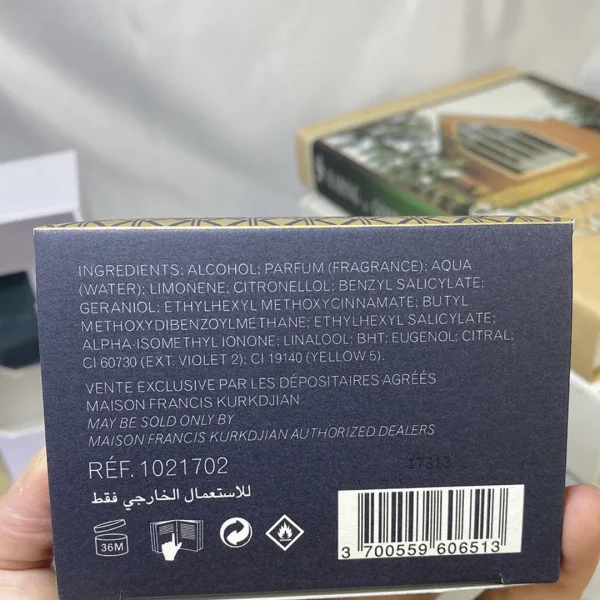 INGREDIENTS: ALCOHOL; PARFUM (FRAGRANCE); AQUA
(WATER); LIMONENE; CITRONELLOL; BENZYL SALICYLATE;
GERANIOL; ETHYLHEXYL METHOXYCINNAMATE; BUTYL
METHOXYDIBENZOYLMETHANE; ETHYLHEXYL SALICYLATE;
ALPHA-ISOMETHYL IONONE; LINALOOL; BHT; EUGENOL; CITRAL;
CI 60730 (EXT. VIOLET 2); CI 19140 (YELLOW 5).
VENTE EXCLUSIVE PAR LES DÉPOSITAIRES AGRÉÉS
MAISON FRANCIS KURKDJIAN
MAY BE SOLD ONLY BY
MAISON FRANCIS KURKDJIAN AUTHORIZED DEALERS
RÉF. 1021702
17313
للاستعمال الخارجي فقط
36M
3 700559 606513